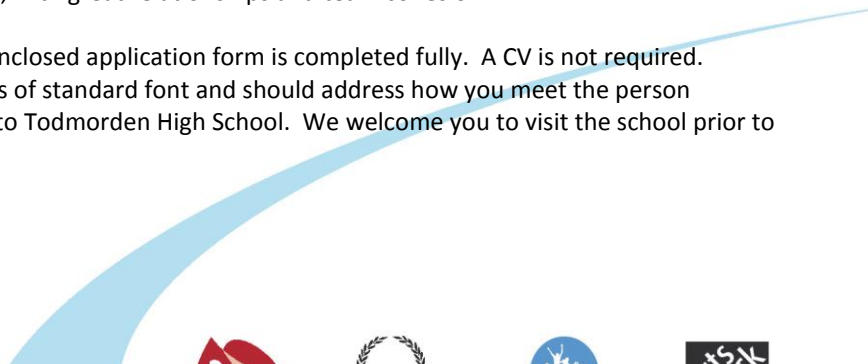 enclosed application form is completed fully.  A CV is not required.
s of standard font and should address how you meet the person
to Todmorden High School.  We welcome you to visit the school prior to